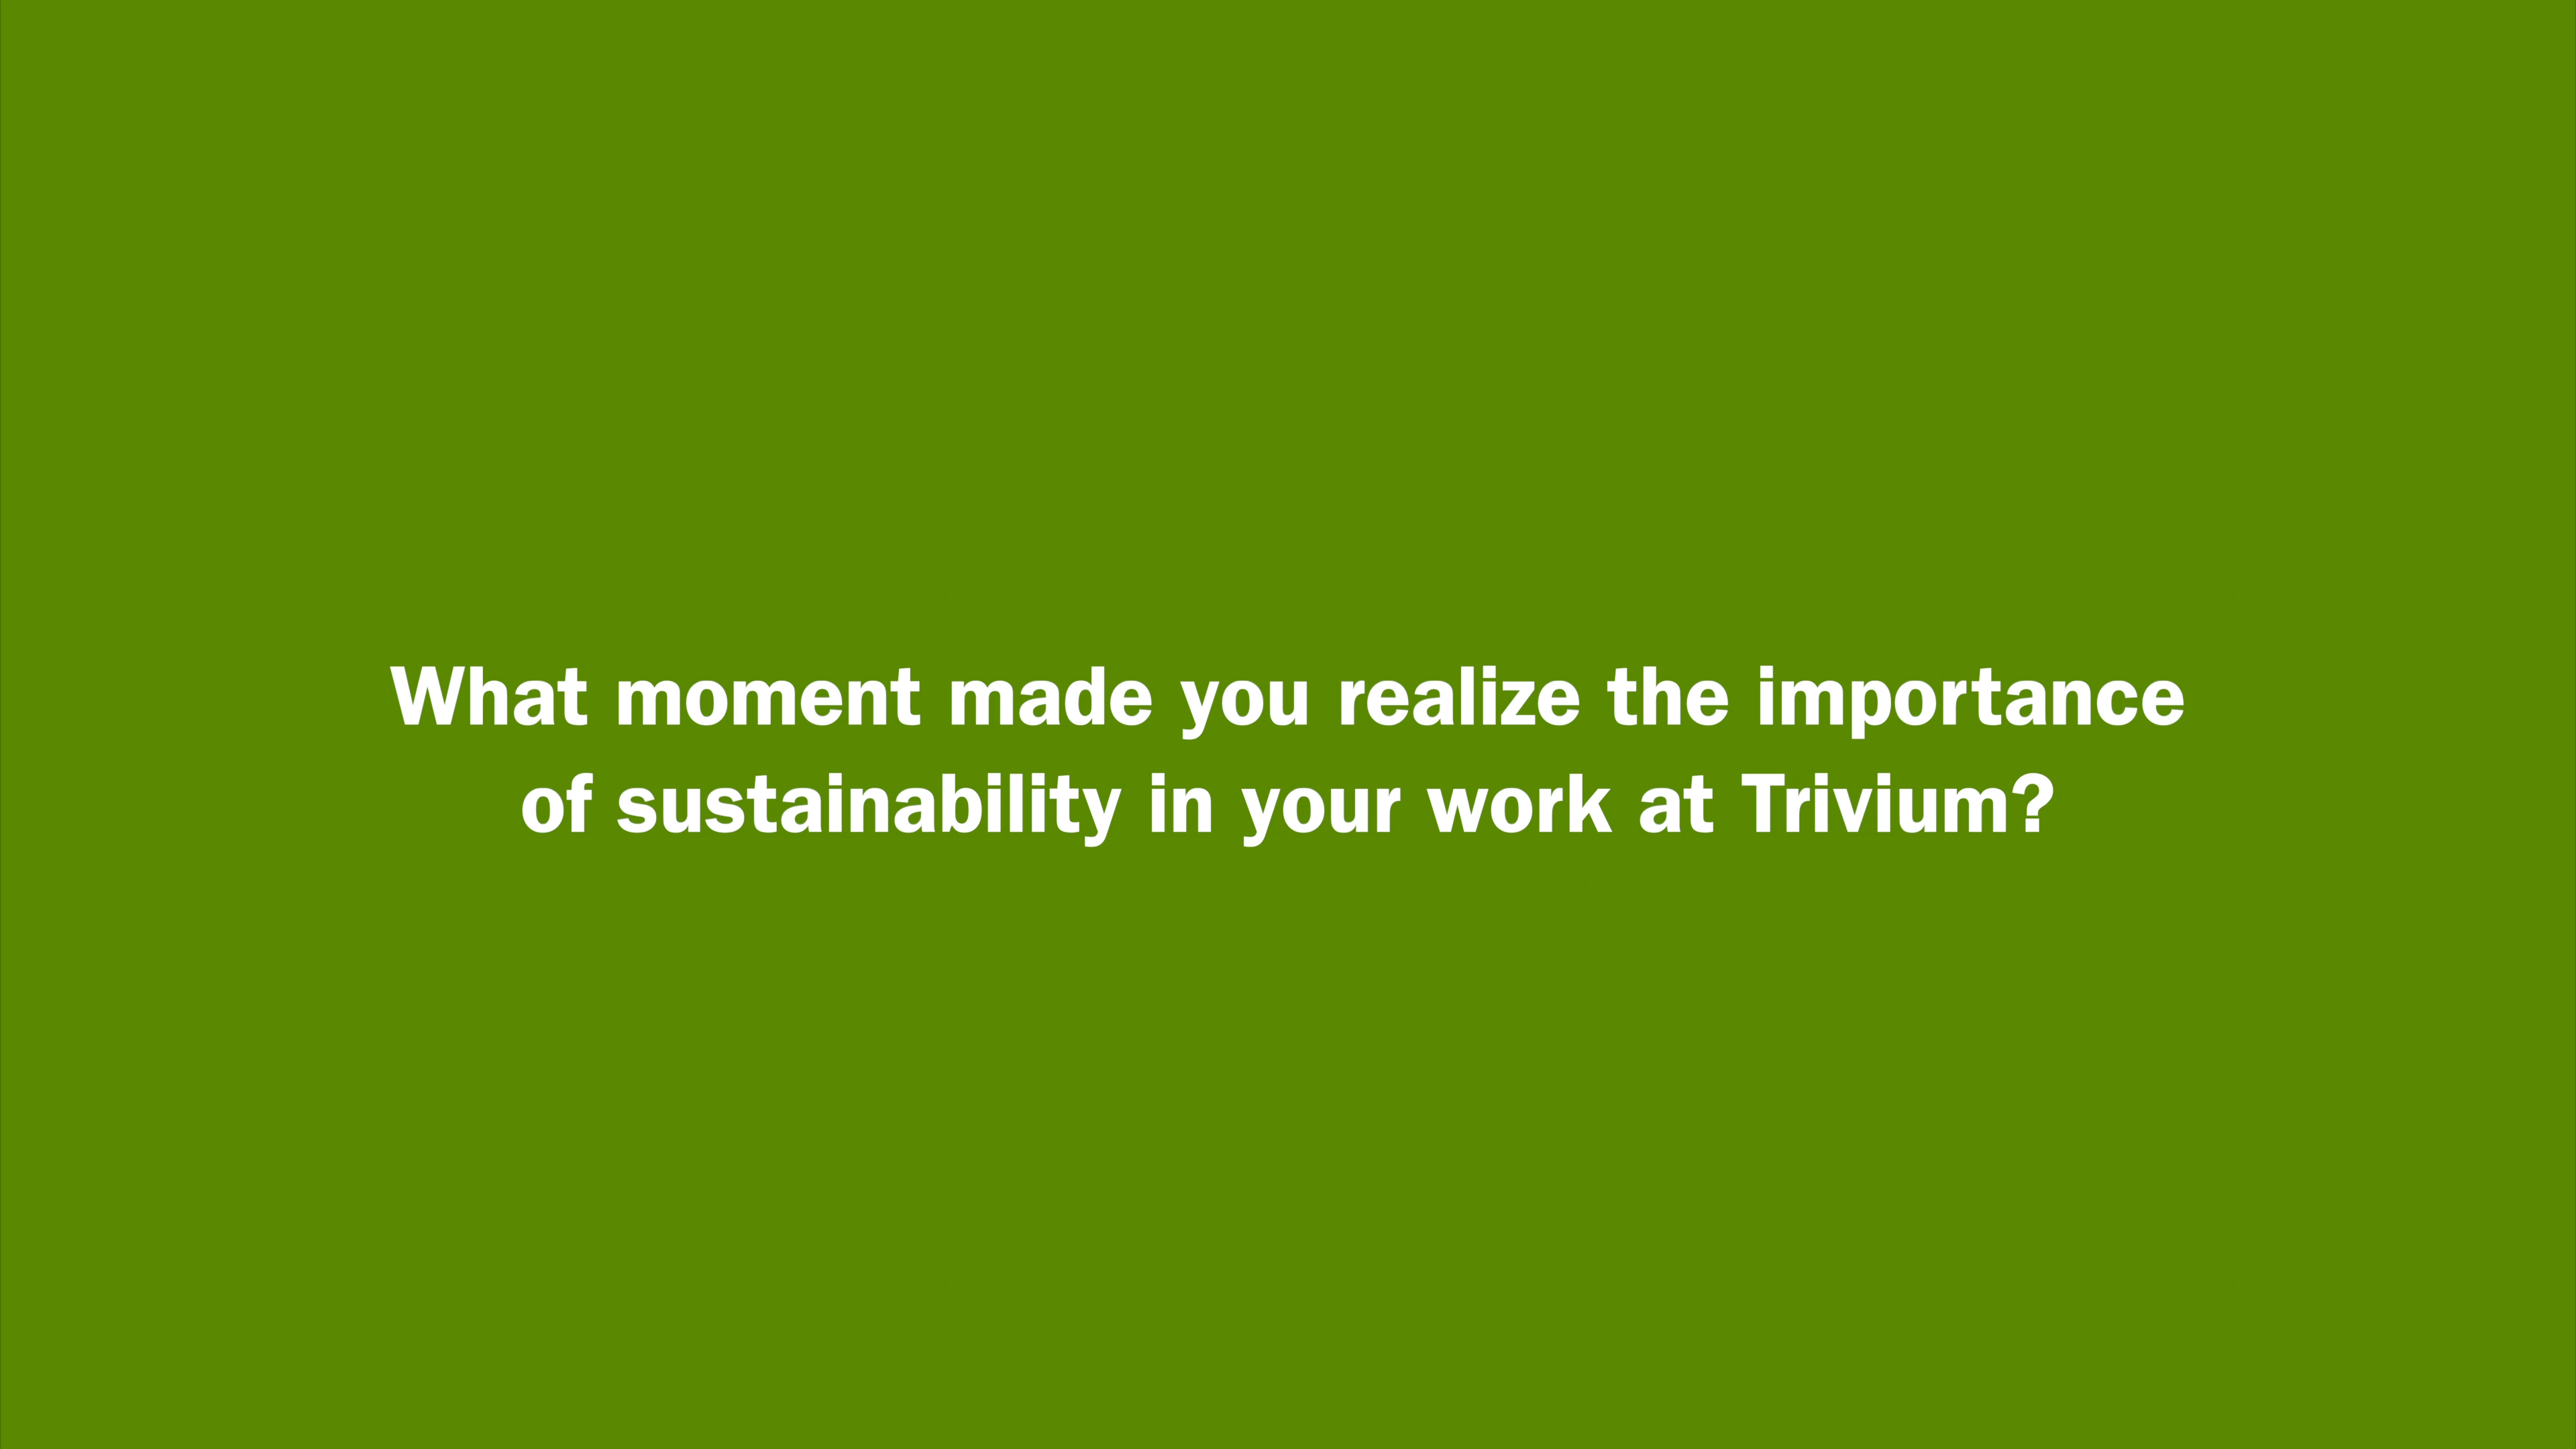 What moment made you realize the importance
of sustainability in your work at Trivium?